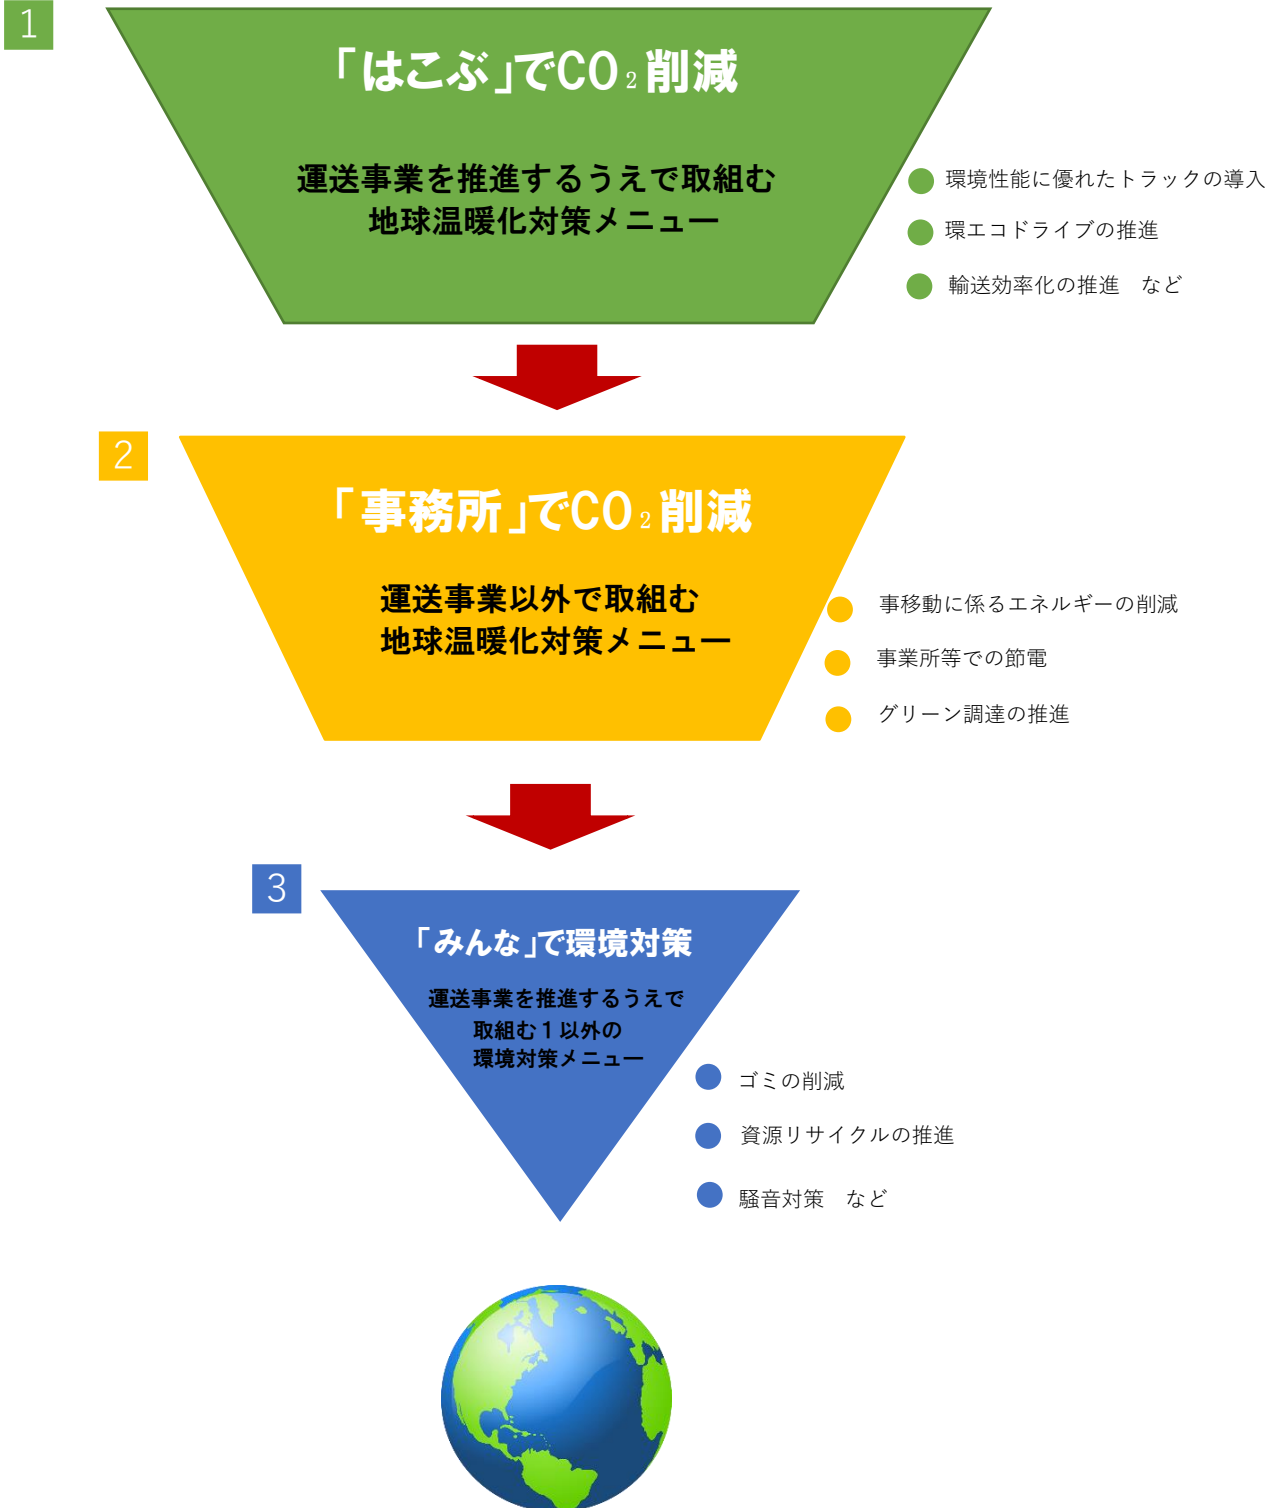 1
「はこぶ」でCO₂削減
運送事業を推進するうえで取組む
地球温暖化対策メニュー
環境性能に優れたトラックの導入
環エコドライブの推進
輸送効率化の推進　など
2
「事務所」でCO₂削減
運送事業以外で取組む
地球温暖化対策メニュー
事移動に係るエネルギーの削減
事業所等での節電
グリーン調達の推進
3
「みんな」で環境対策
運送事業を推進するうえで
取組む１以外の
環境対策メニュー
ゴミの削減
資源リサイクルの推進
騒音対策　など